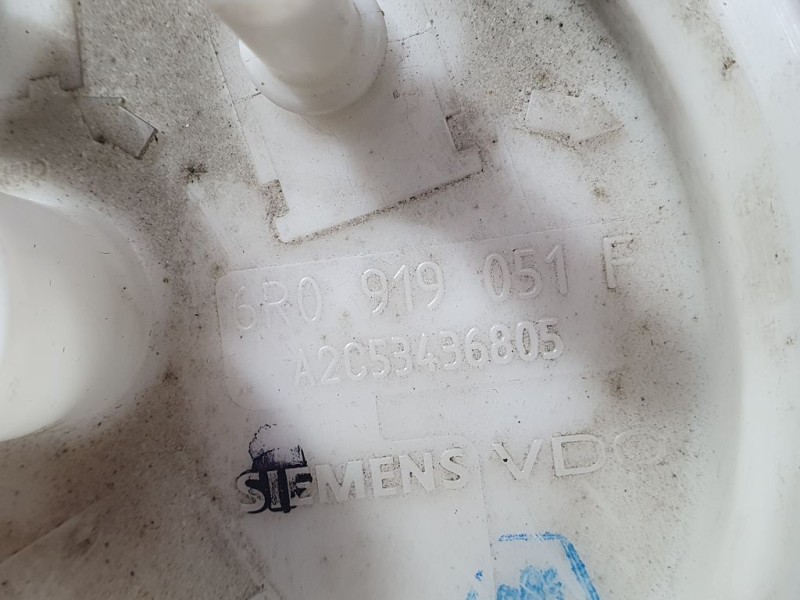 6R0 919 051 F
A2C53436805
SIEMENS VDO